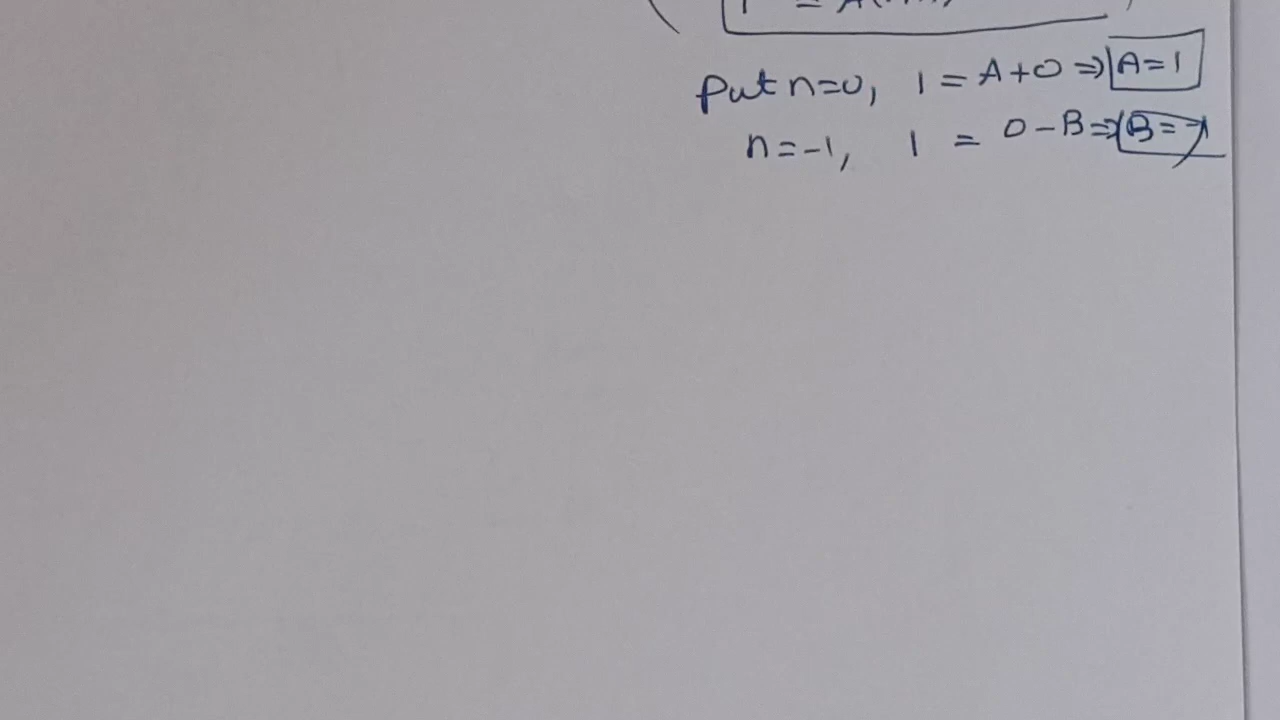 Put n=0, 1 = A+0 ⇒ A=1
n=-1, 1 = 0-B ⇒ B=-1